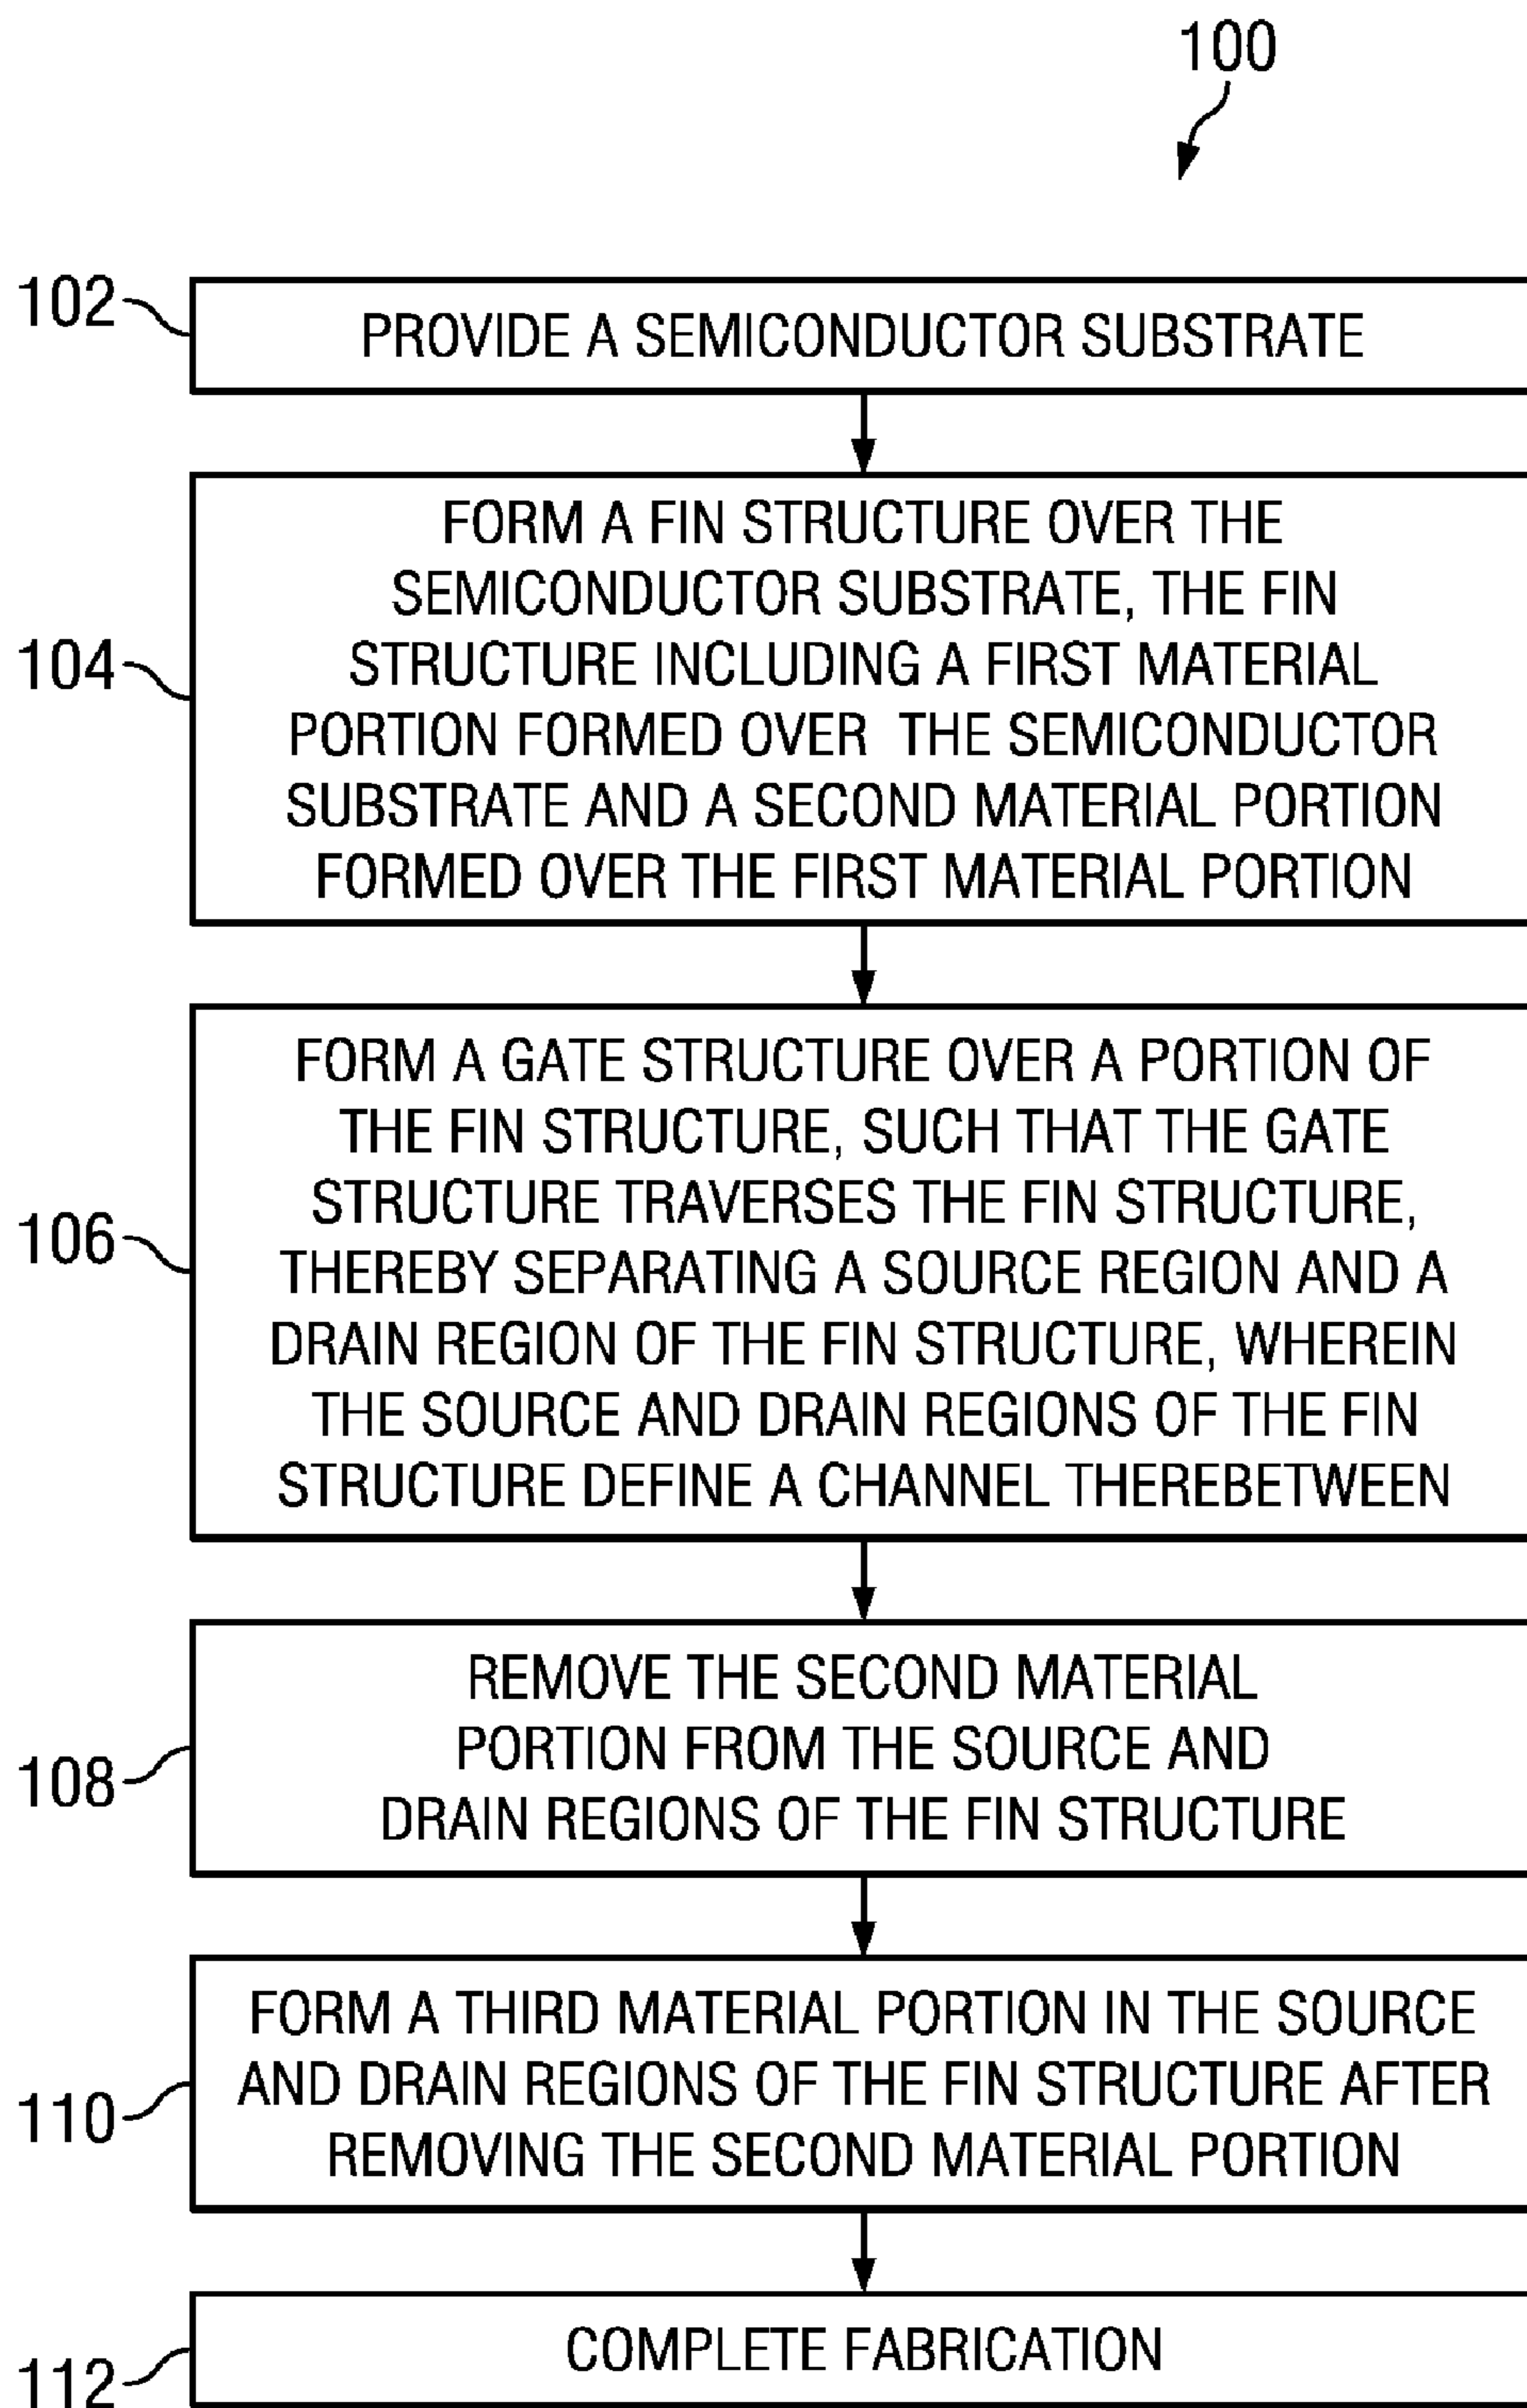 100
102
PROVIDE A SEMICONDUCTOR SUBSTRATE
104
FORM A FIN STRUCTURE OVER THE
SEMICONDUCTOR SUBSTRATE, THE FIN
STRUCTURE INCLUDING A FIRST MATERIAL
PORTION FORMED OVER THE SEMICONDUCTOR
SUBSTRATE AND A SECOND MATERIAL PORTION
FORMED OVER THE FIRST MATERIAL PORTION
106
FORM A GATE STRUCTURE OVER A PORTION OF
THE FIN STRUCTURE, SUCH THAT THE GATE
STRUCTURE TRAVERSES THE FIN STRUCTURE,
THEREBY SEPARATING A SOURCE REGION AND A
DRAIN REGION OF THE FIN STRUCTURE, WHEREIN
THE SOURCE AND DRAIN REGIONS OF THE FIN
STRUCTURE DEFINE A CHANNEL THEREBETWEEN
108
REMOVE THE SECOND MATERIAL
PORTION FROM THE SOURCE AND
DRAIN REGIONS OF THE FIN STRUCTURE
110
FORM A THIRD MATERIAL PORTION IN THE SOURCE
AND DRAIN REGIONS OF THE FIN STRUCTURE AFTER
REMOVING THE SECOND MATERIAL PORTION
112
COMPLETE FABRICATION